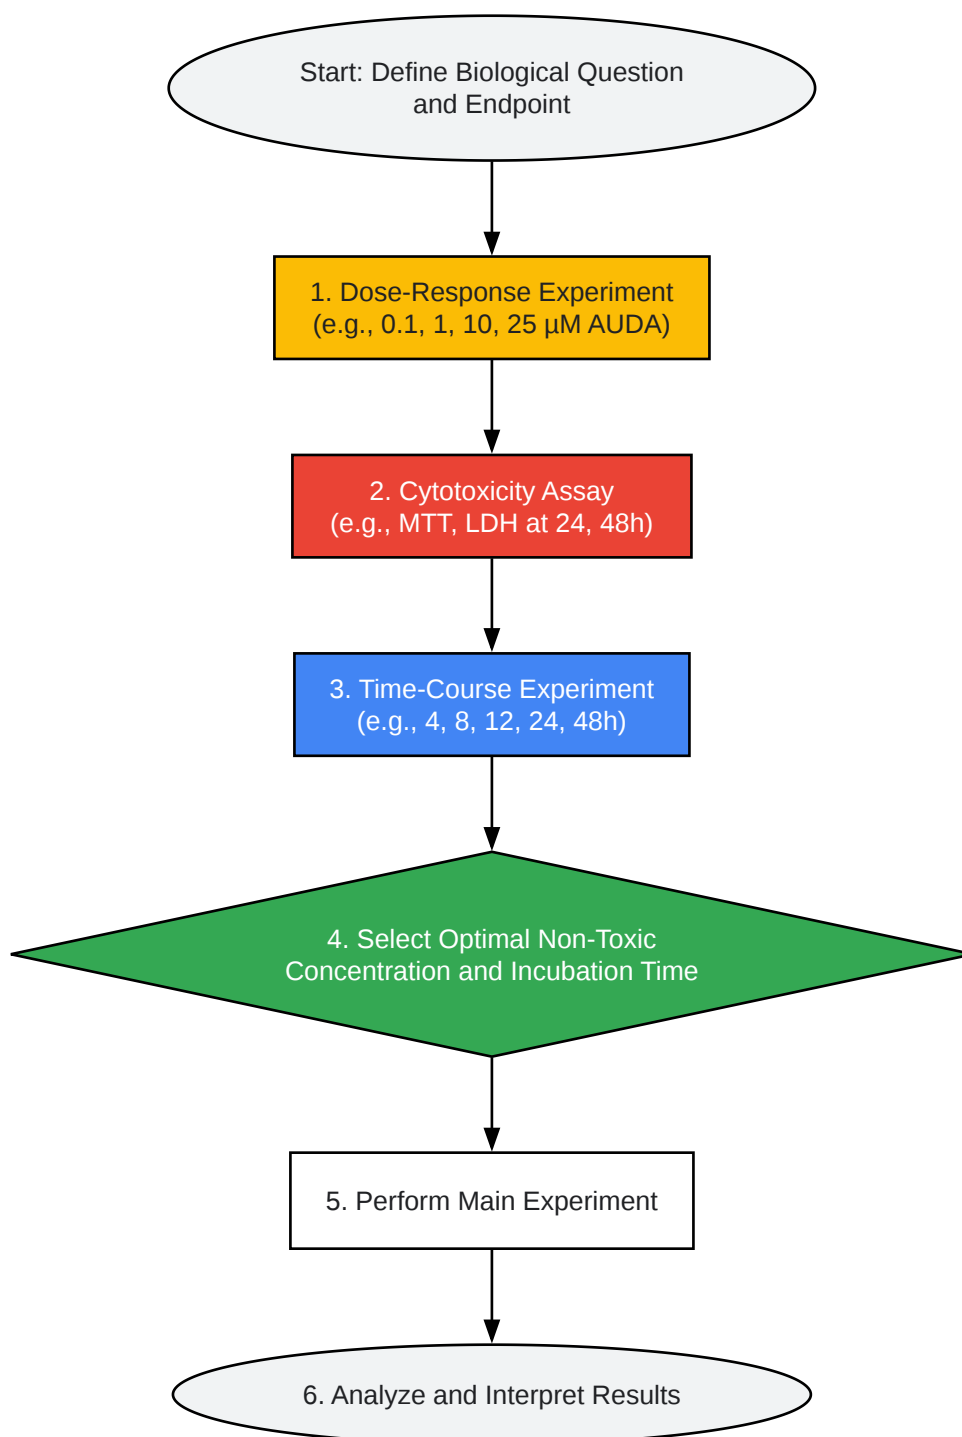 Start: Define Biological Question
and Endpoint
1. Dose-Response Experiment
(e.g., 0.1, 1, 10, 25 µM AUDA)
2. Cytotoxicity Assay
(e.g., MTT, LDH at 24, 48h)
3. Time-Course Experiment
(e.g., 4, 8, 12, 24, 48h)
4. Select Optimal Non-Toxic
Concentration and Incubation Time
5. Perform Main Experiment
6. Analyze and Interpret Results